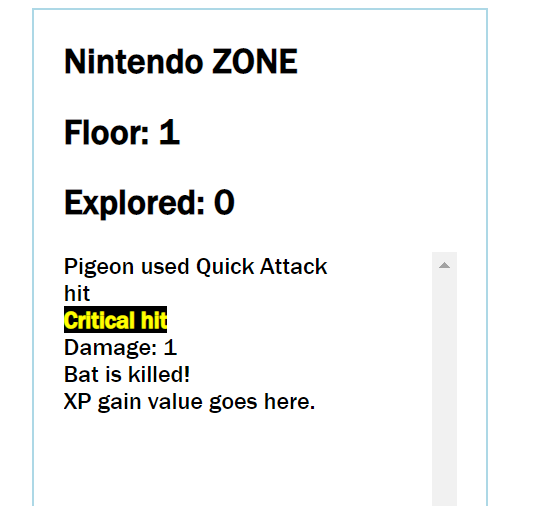 Nintendo ZONE
Floor: 1
Explored: 0
Pigeon used Quick Attack
hit
Critical hit
Damage: 1
Bat is killed!
XP gain value goes here.